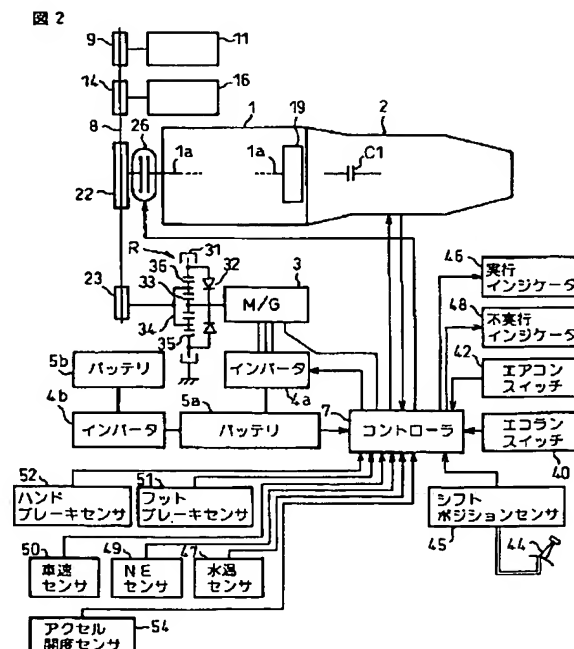 図2
9
11
14
16
8
26
1
19
2
1a
1a
C1
22
R
31
36
32
33
3
23
34
M/G
46
実行
インジケータ
35
48
不実行
インジケータ
5b
バッテリ
インバータ
4a
42
エアコン
スイッチ
4b
5a
7
インバータ
バッテリ
コントローラ
エコラン
スイッチ
40
52
ハンド
ブレーキセンサ
51
フット
ブレーキセンサ
シフト
ポジションセンサ
45
44
50
車速
センサ
49
NE
センサ
47
水温
センサ
アクセル
開度センサ
54